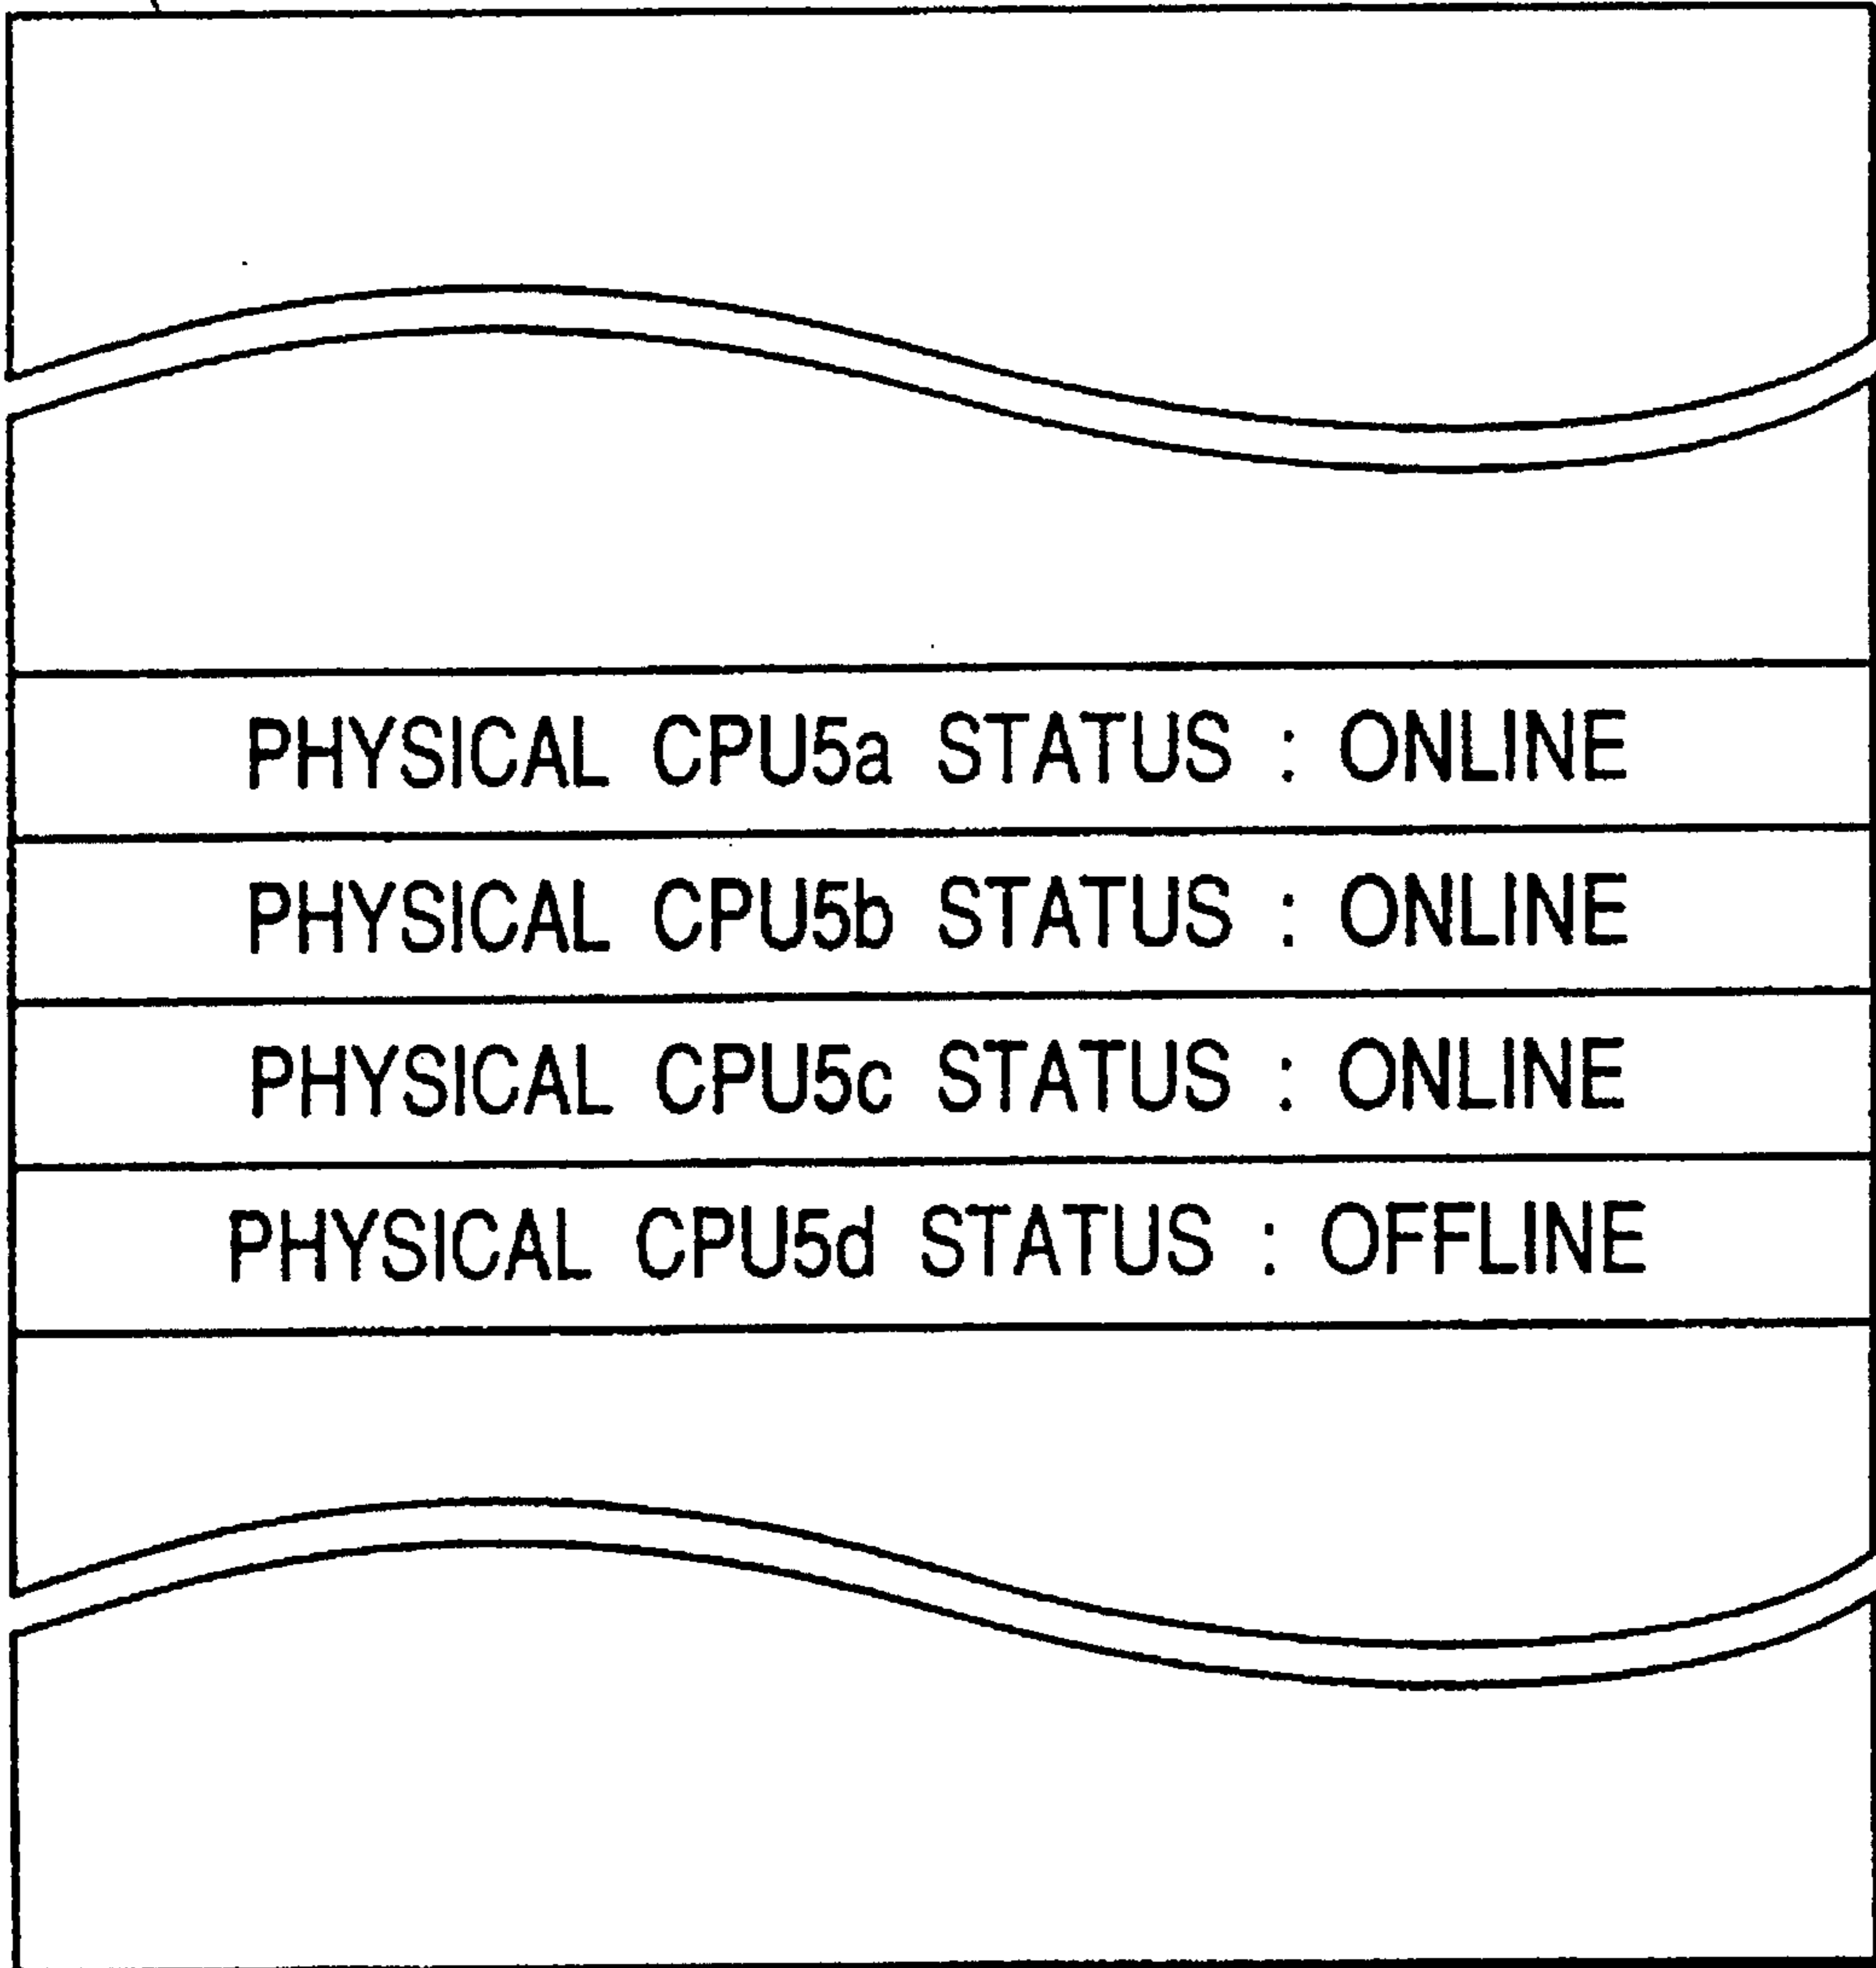 PHYSICAL CPU5a STATUS : ONLINE
PHYSICAL CPU5b STATUS : ONLINE
PHYSICAL CPU5c STATUS : ONLINE
PHYSICAL CPU5d STATUS : OFFLINE